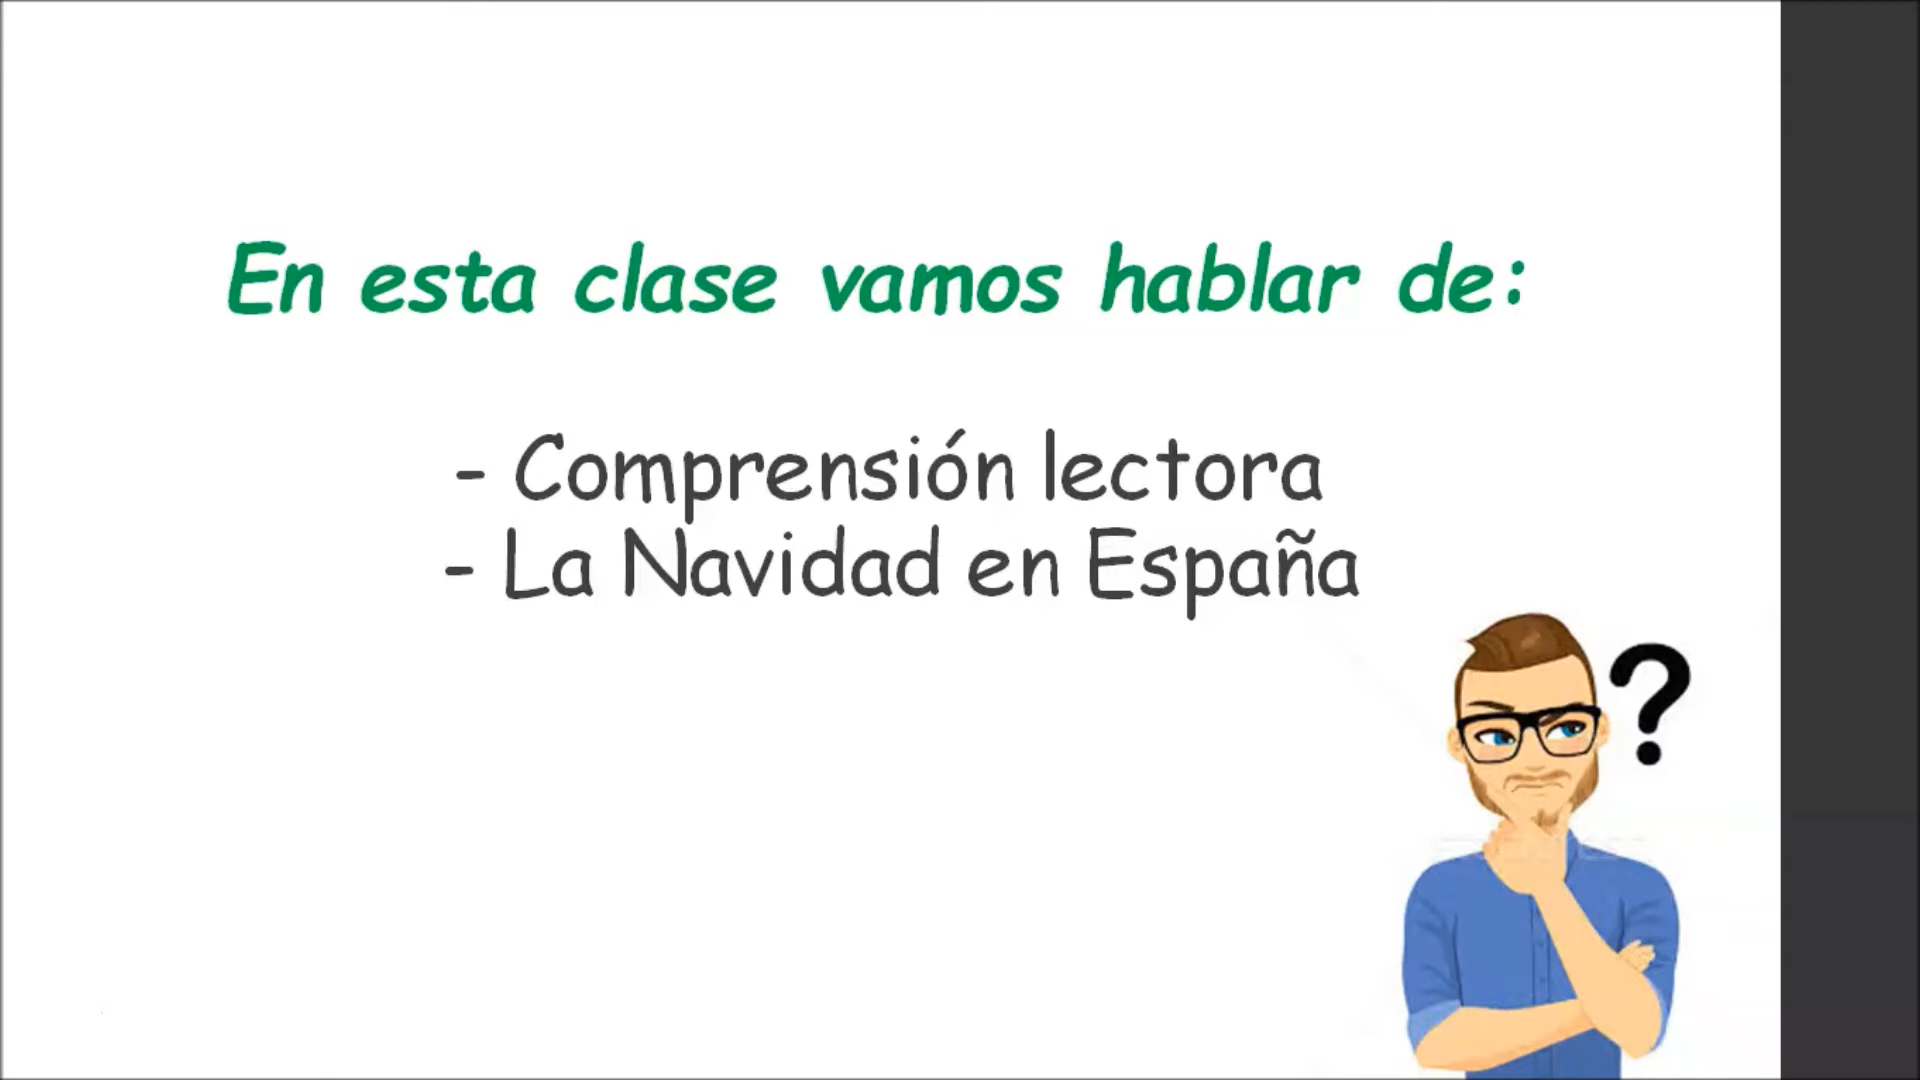 En esta clase vamos hablar de:
- Comprensión lectora
- La Navidad en España
?